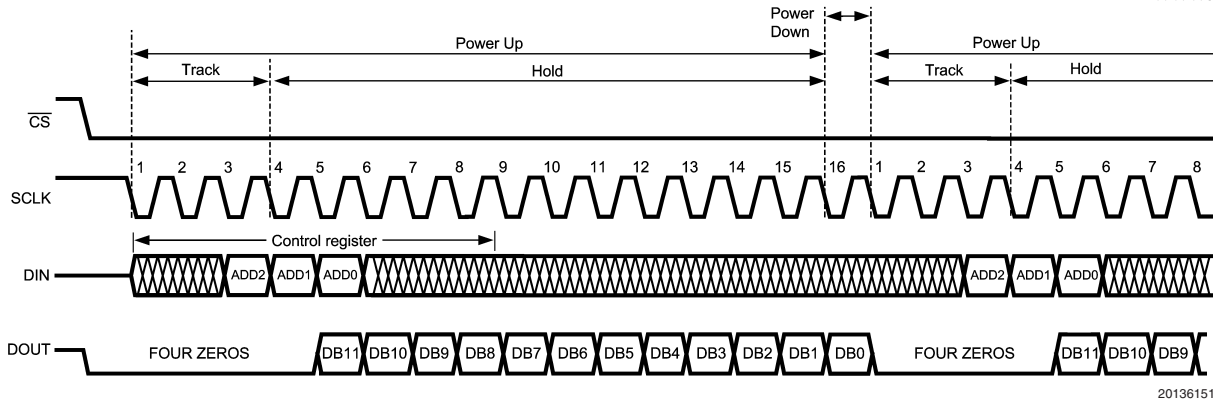 Power Down
Power Up
Power Up
Track
Hold
Track
Hold
CS
SCLK
1 2 3 4 5 6 7 8 9 10 11 12 13 14 15 16 1 2 3 4 5 6 7 8
Control register
DIN
ADD2 ADD1 ADD0 ADD2 ADD1 ADD0
DOUT
FOUR ZEROS DB11 DB10 DB9 DB8 DB7 DB6 DB5 DB4 DB3 DB2 DB1 DB0 FOUR ZEROS DB11 DB10 DB9
20136151